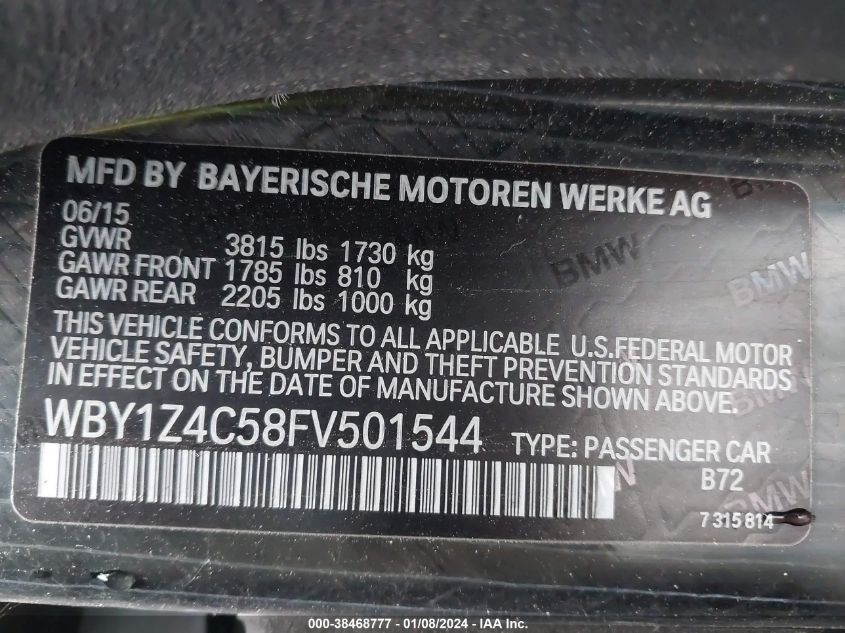 MFD BY BAYERISCHE MOTOREN WERKE AG
06/15
GVWR 3815 lbs 1730 kg
GAWR FRONT 1785 lbs 810 kg
GAWR REAR 2205 lbs 1000 kg
THIS VEHICLE CONFORMS TO ALL APPLICABLE U.S.FEDERAL MOTOR
VEHICLE SAFETY, BUMPER AND THEFT PREVENTION STANDARDS
IN EFFECT ON THE DATE OF MANUFACTURE SHOWN ABOVE.
WBY1Z4C58FV501544 TYPE: PASSENGER CAR
B72
7 315 814
BMW
BMW
BMW
000-38468777 - 01/08/2024 - IAA Inc.